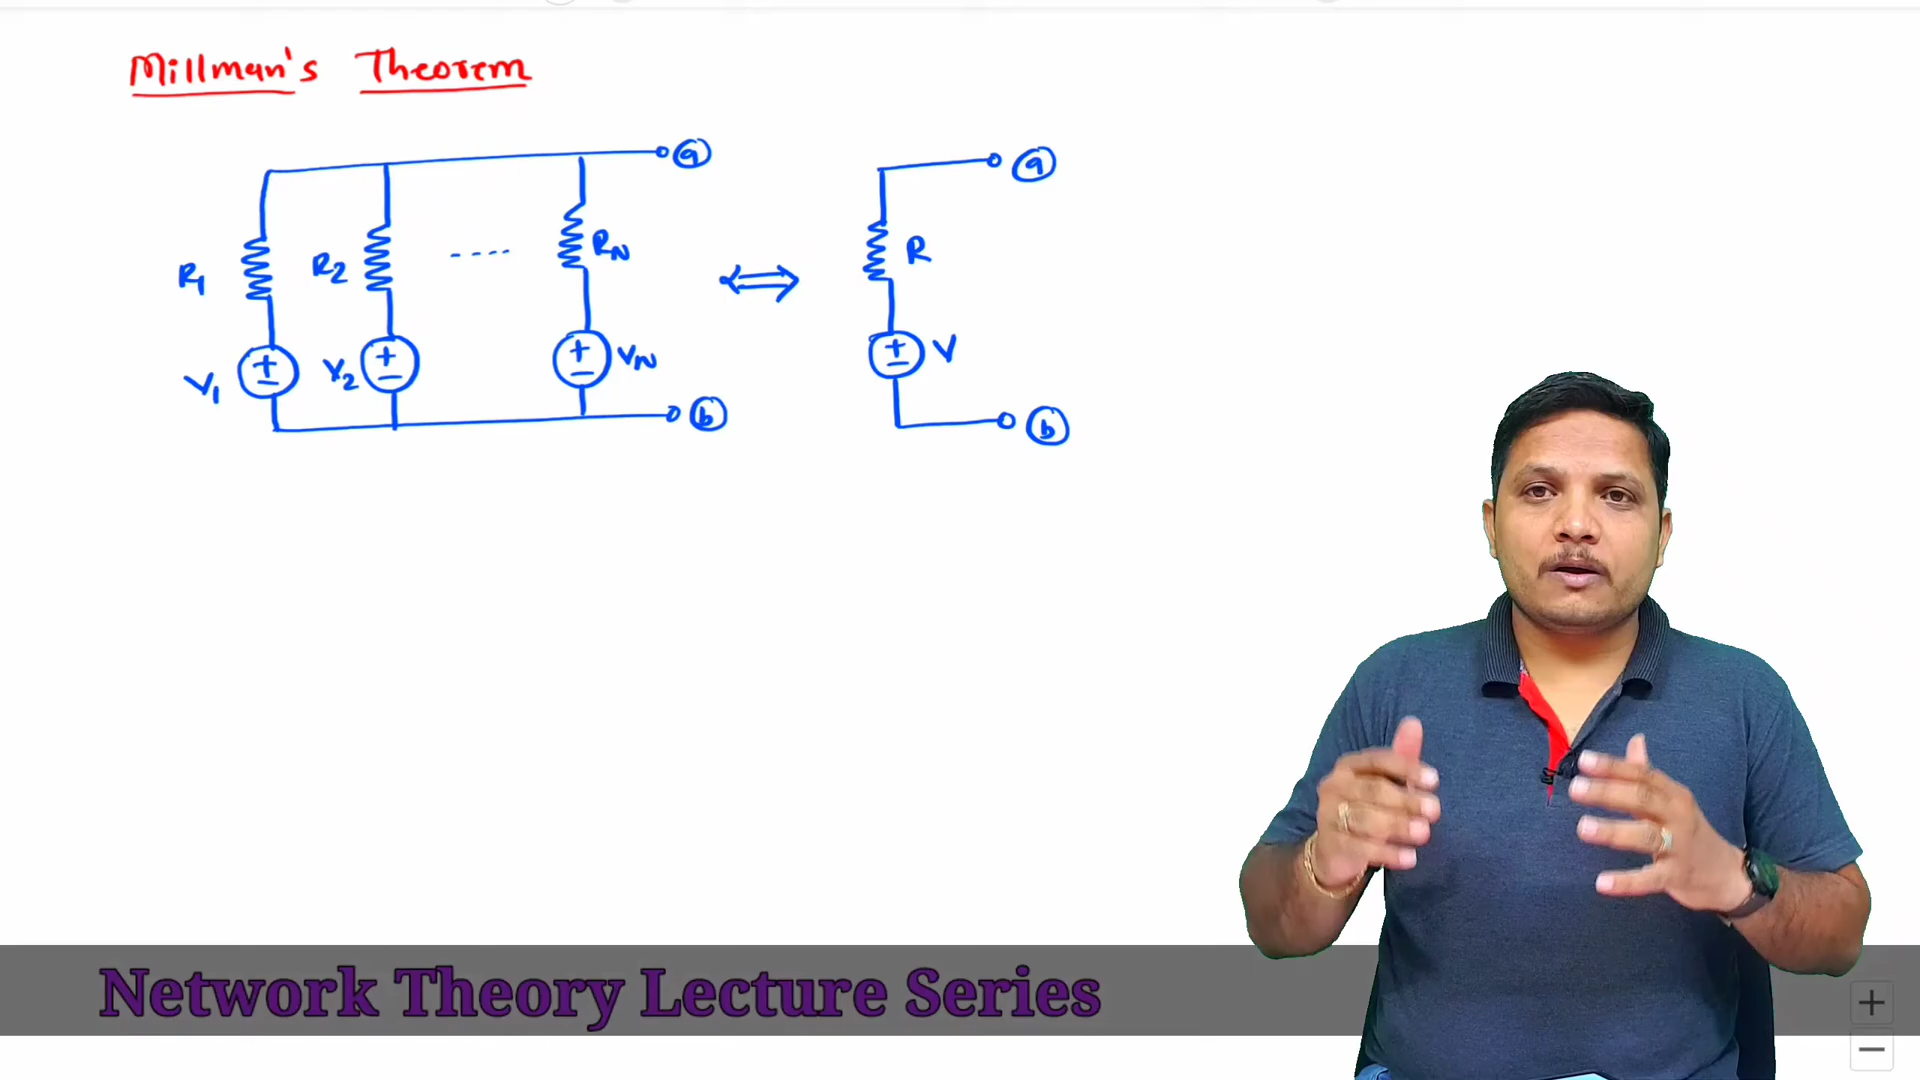 Millman's Theorem
a
a
R1 R2 ---- RN
R
V1 + - V2 + - + - VN
+ - V
b
b
Network Theory Lecture Series
+
−